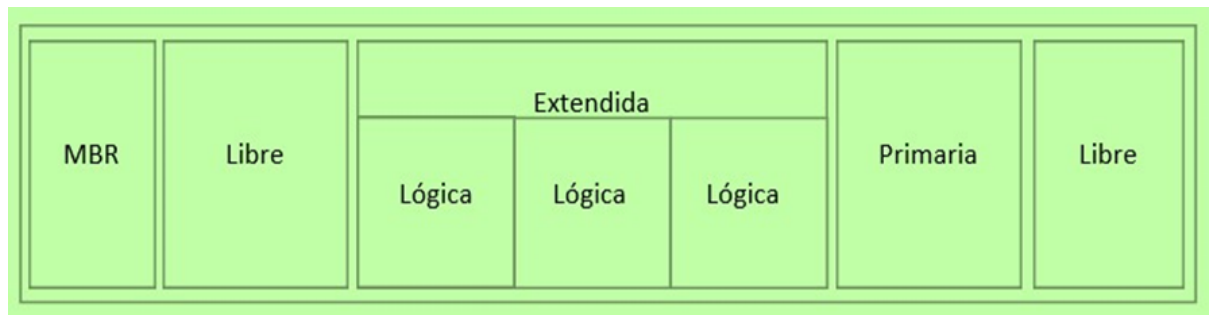 Extendida
MBR
Libre
Primaria
Libre
Lógica
Lógica
Lógica